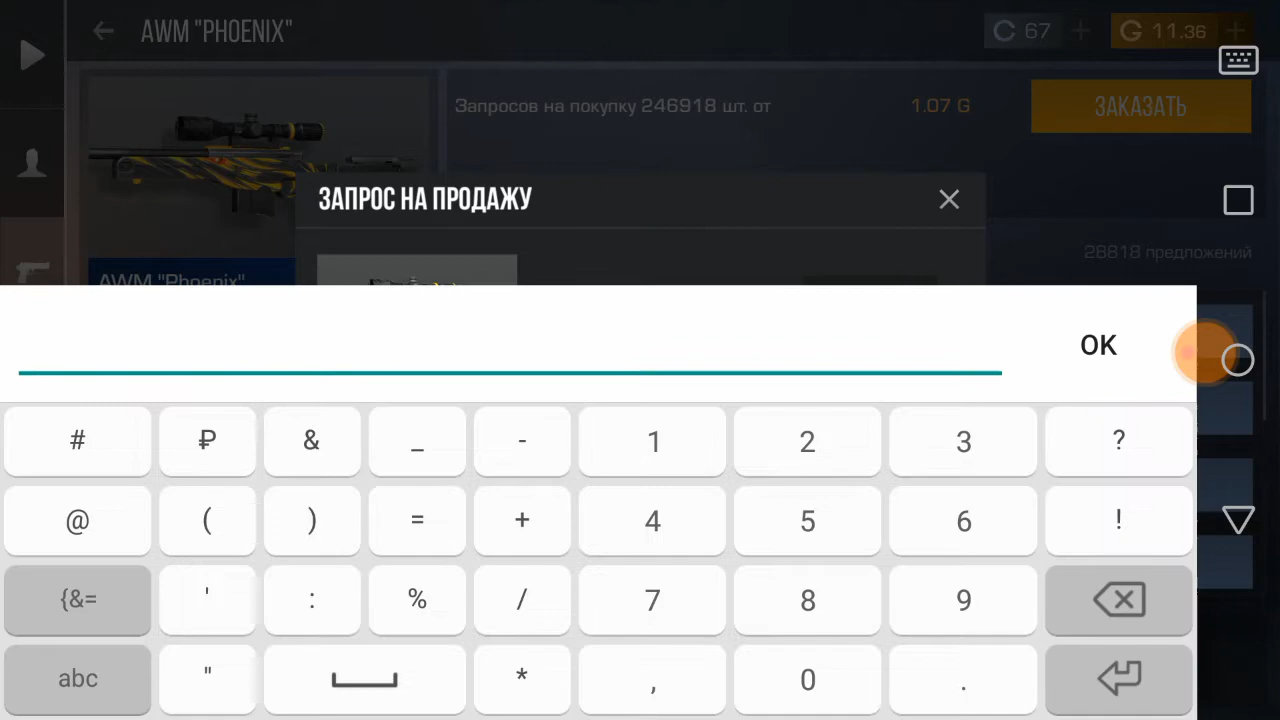 AWM "PHOENIX"
C 67 +
G 11.36 +
Запросов на покупку 246918 шт. от 1.07 G
ЗАКАЗАТЬ
ЗАПРОС НА ПРОДАЖУ
28818 предложений
AWM "Phoenix"
OK
# ₽ & _ - 1 2 3 ?
@ ( ) = + 4 5 6 !
{&= ' : % / 7 8 9
abc " * , 0 .